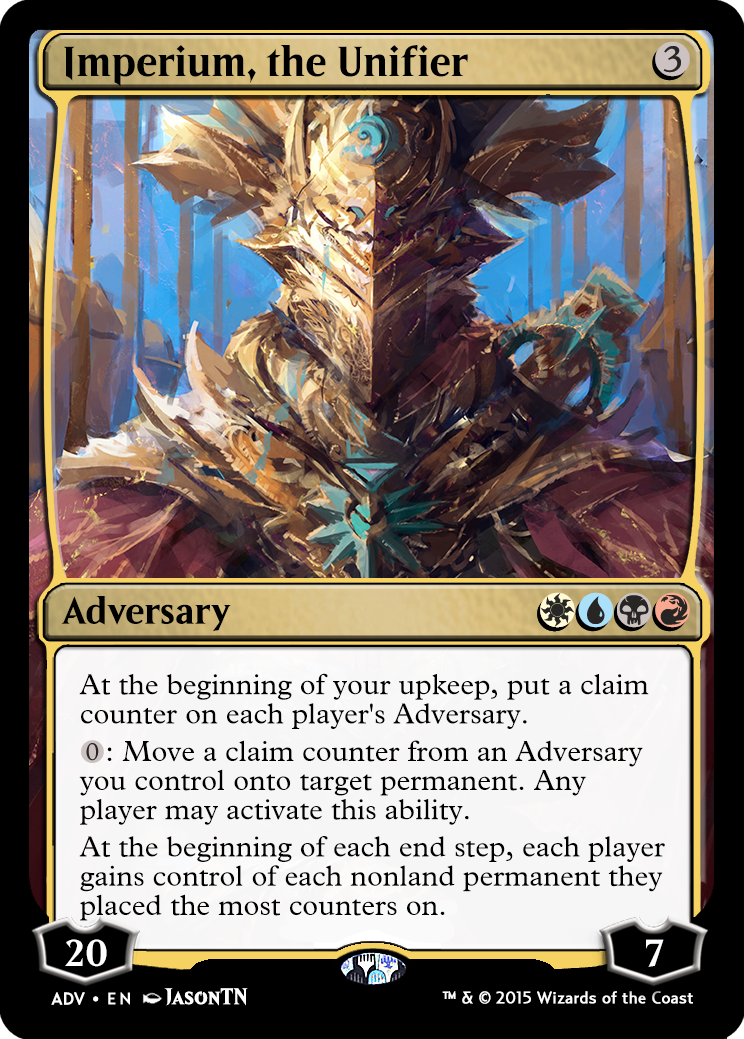 Imperium, the Unifier 3
Adversary
At the beginning of your upkeep, put a claim
counter on each player's Adversary.
0: Move a claim counter from an Adversary
you control onto target permanent. Any
player may activate this ability.
At the beginning of each end step, each player
gains control of each nonland permanent they
placed the most counters on.
20
7
ADV • EN JASONTN
™ & © 2015 Wizards of the Coast